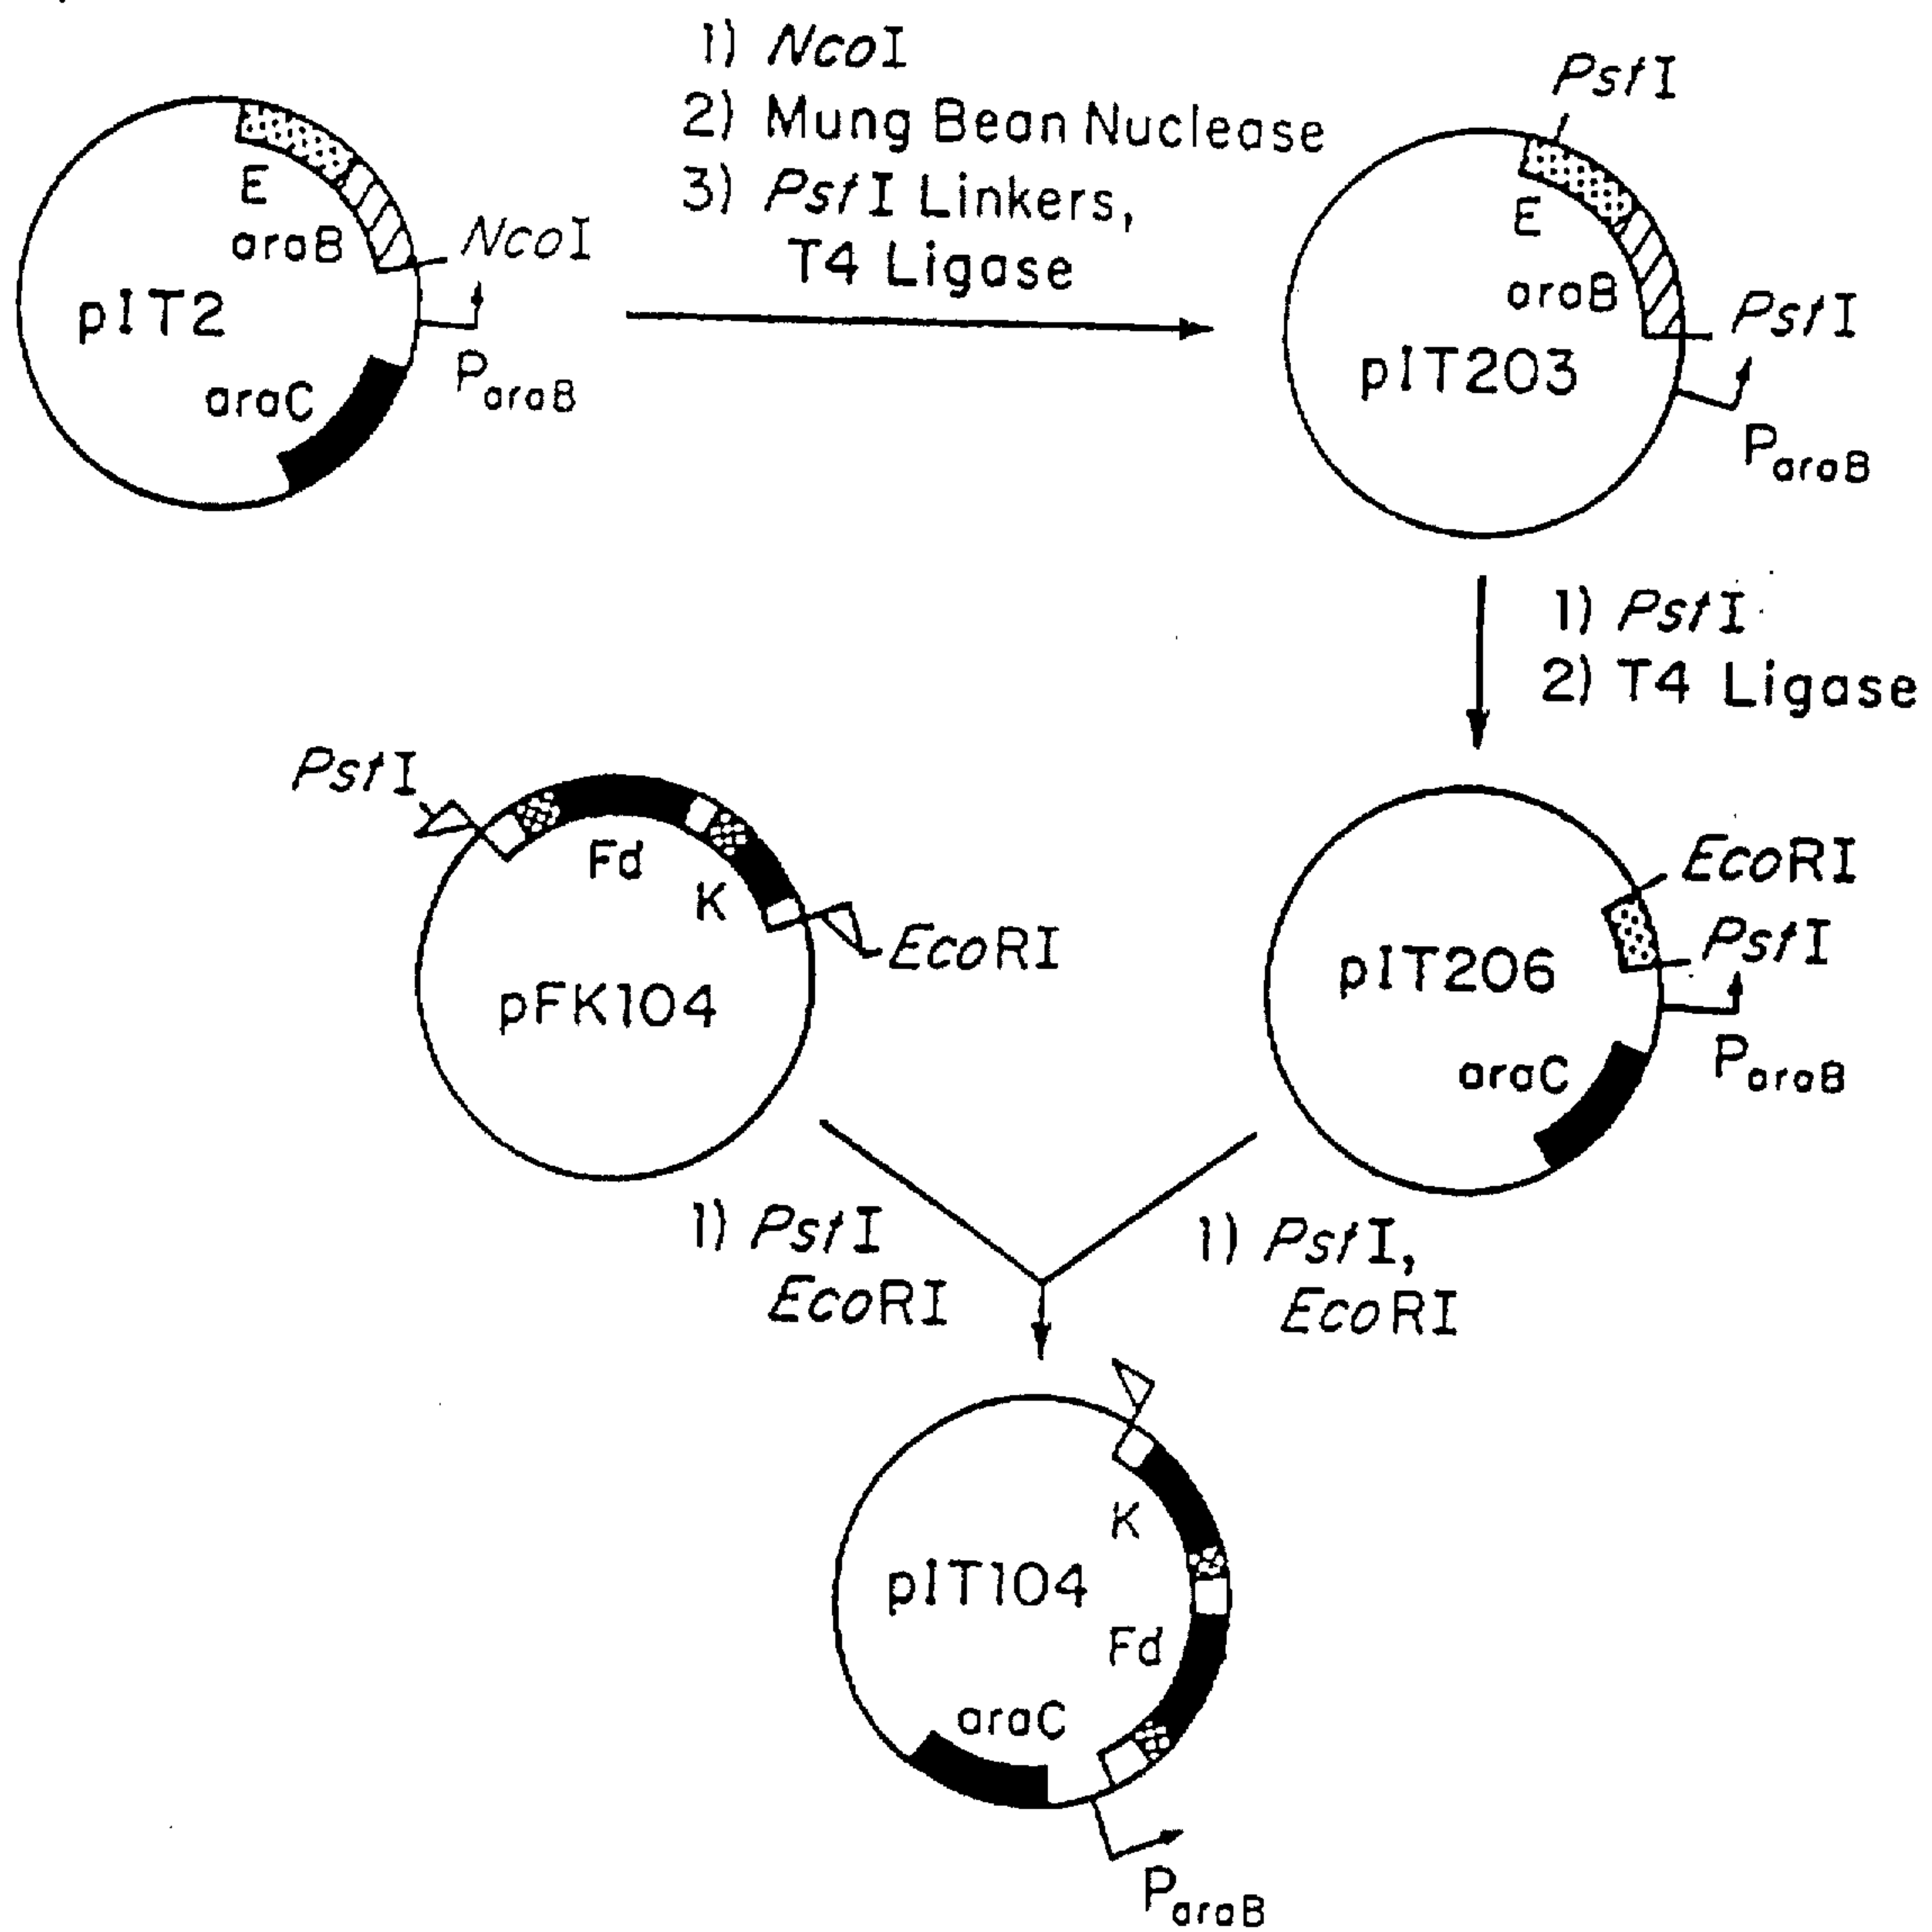 1) NcoI
2) Mung Bean Nuclease
3) PstI Linkers,
T4 Ligase
E
araB
NcoI
pIT2
araC
ParaB
PstI
E
araB
PstI
pIT203
ParaB
1) PstI
2) T4 Ligase
PstI
Fd
K
EcoRI
pFK104
EcoRI
PstI
pIT206
araC
ParaB
1) PstI
EcoRI
1) PstI,
EcoRI
K
pIT104
Fd
araC
ParaB